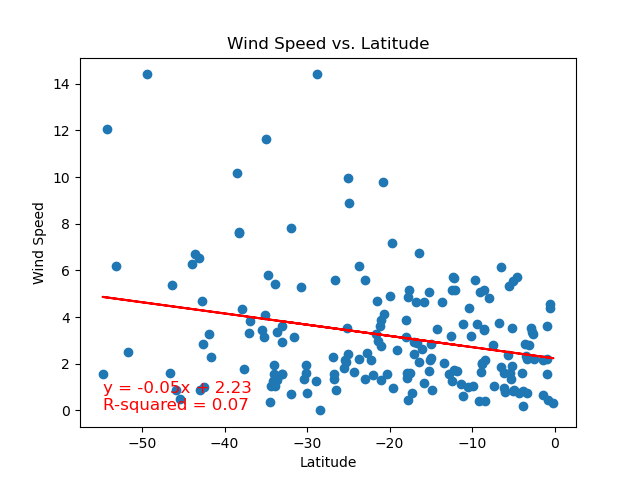 Wind Speed vs. Latitude
14
12
10
8
6
4
2
0
Wind Speed
y = -0.05x + 2.23
R-squared = 0.07
−50
−40
−30
−20
−10
0
Latitude